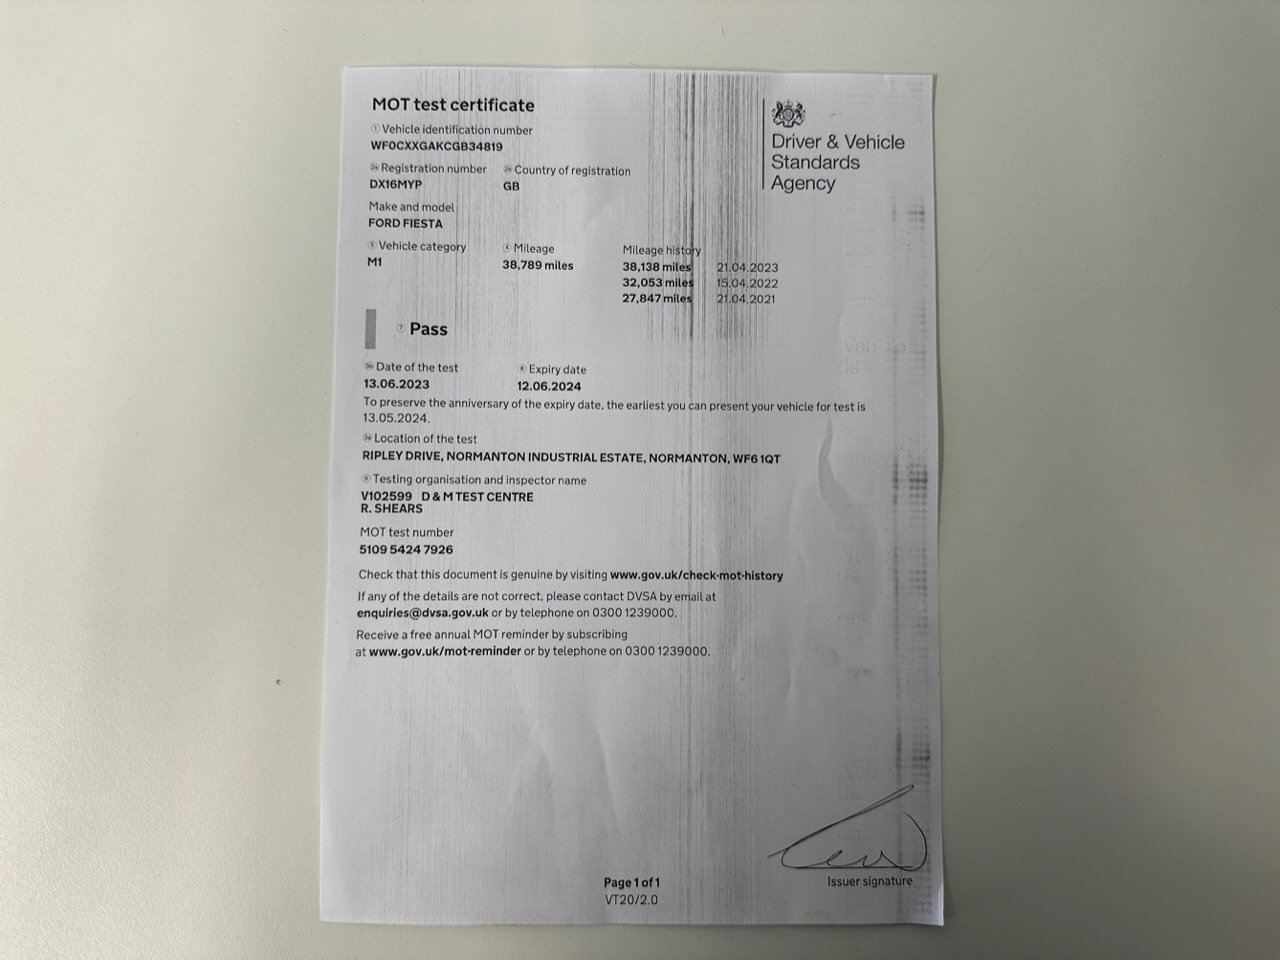 MOT test certificate
Driver & Vehicle
Standards
Agency
1 Vehicle identification number
WF0CXXGAKCGB34819
Registration number Country of registration
DX16MYP GB
Make and model
FORD FIESTA
Vehicle category 4 Mileage Mileage history
M1 38,789 miles 38,138 miles 21.04.2023
32,053 miles 15.04.2022
27,847 miles 21.04.2021
7 Pass
Date of the test Expiry date
13.06.2023 12.06.2024
To preserve the anniversary of the expiry date, the earliest you can present your vehicle for test is
13.05.2024.
Location of the test
RIPLEY DRIVE, NORMANTON INDUSTRIAL ESTATE, NORMANTON, WF6 1QT
Testing organisation and inspector name
V102599 D & M TEST CENTRE
R. SHEARS
MOT test number
5109 5424 7926
Check that this document is genuine by visiting www.gov.uk/check-mot-history
If any of the details are not correct, please contact DVSA by email at
enquiries@dvsa.gov.uk or by telephone on 0300 1239000.
Receive a free annual MOT reminder by subscribing
at www.gov.uk/mot-reminder or by telephone on 0300 1239000.
Issuer signature
Page 1 of 1
VT20/2.0